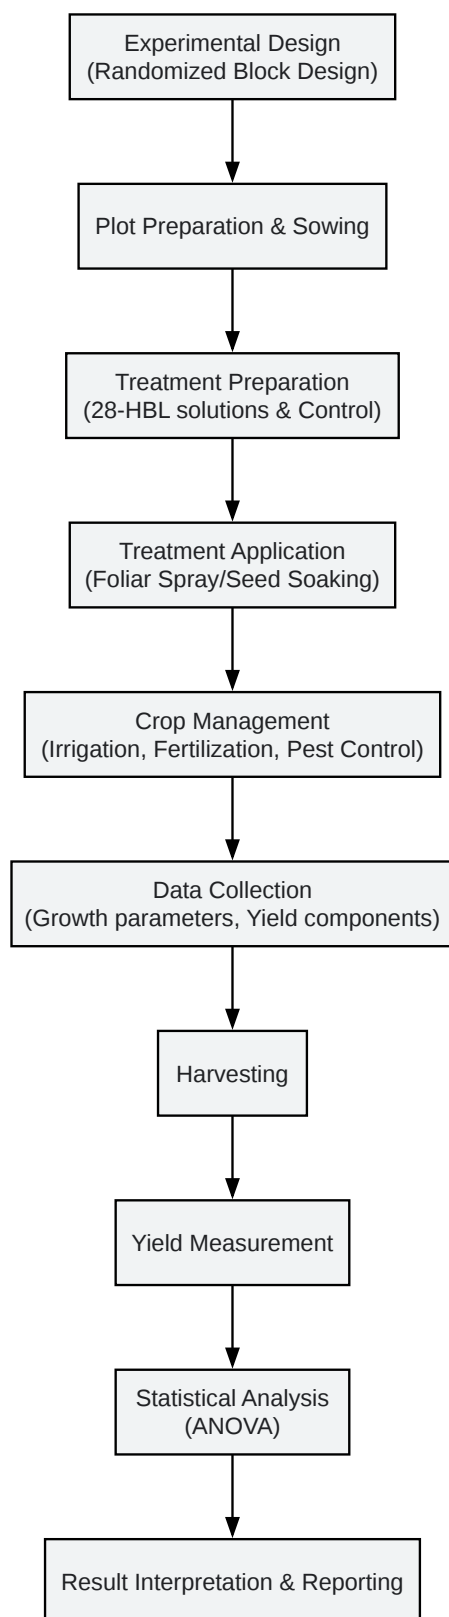 Experimental Design
(Randomized Block Design)
Plot Preparation & Sowing
Treatment Preparation
(28-HBL solutions & Control)
Treatment Application
(Foliar Spray/Seed Soaking)
Crop Management
(Irrigation, Fertilization, Pest Control)
Data Collection
(Growth parameters, Yield components)
Harvesting
Yield Measurement
Statistical Analysis
(ANOVA)
Result Interpretation & Reporting